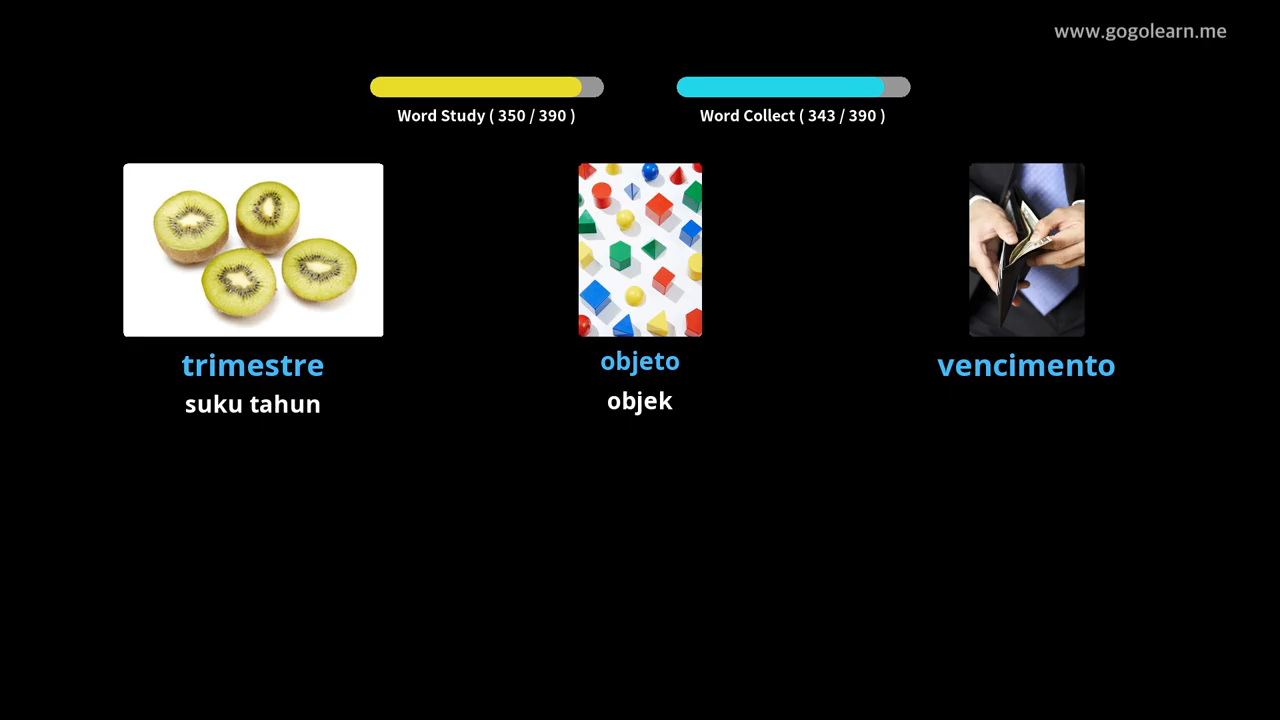 www.gogolearn.me
Word Study ( 350 / 390 )
Word Collect ( 343 / 390 )
trimestre
suku tahun
objeto
objek
vencimento